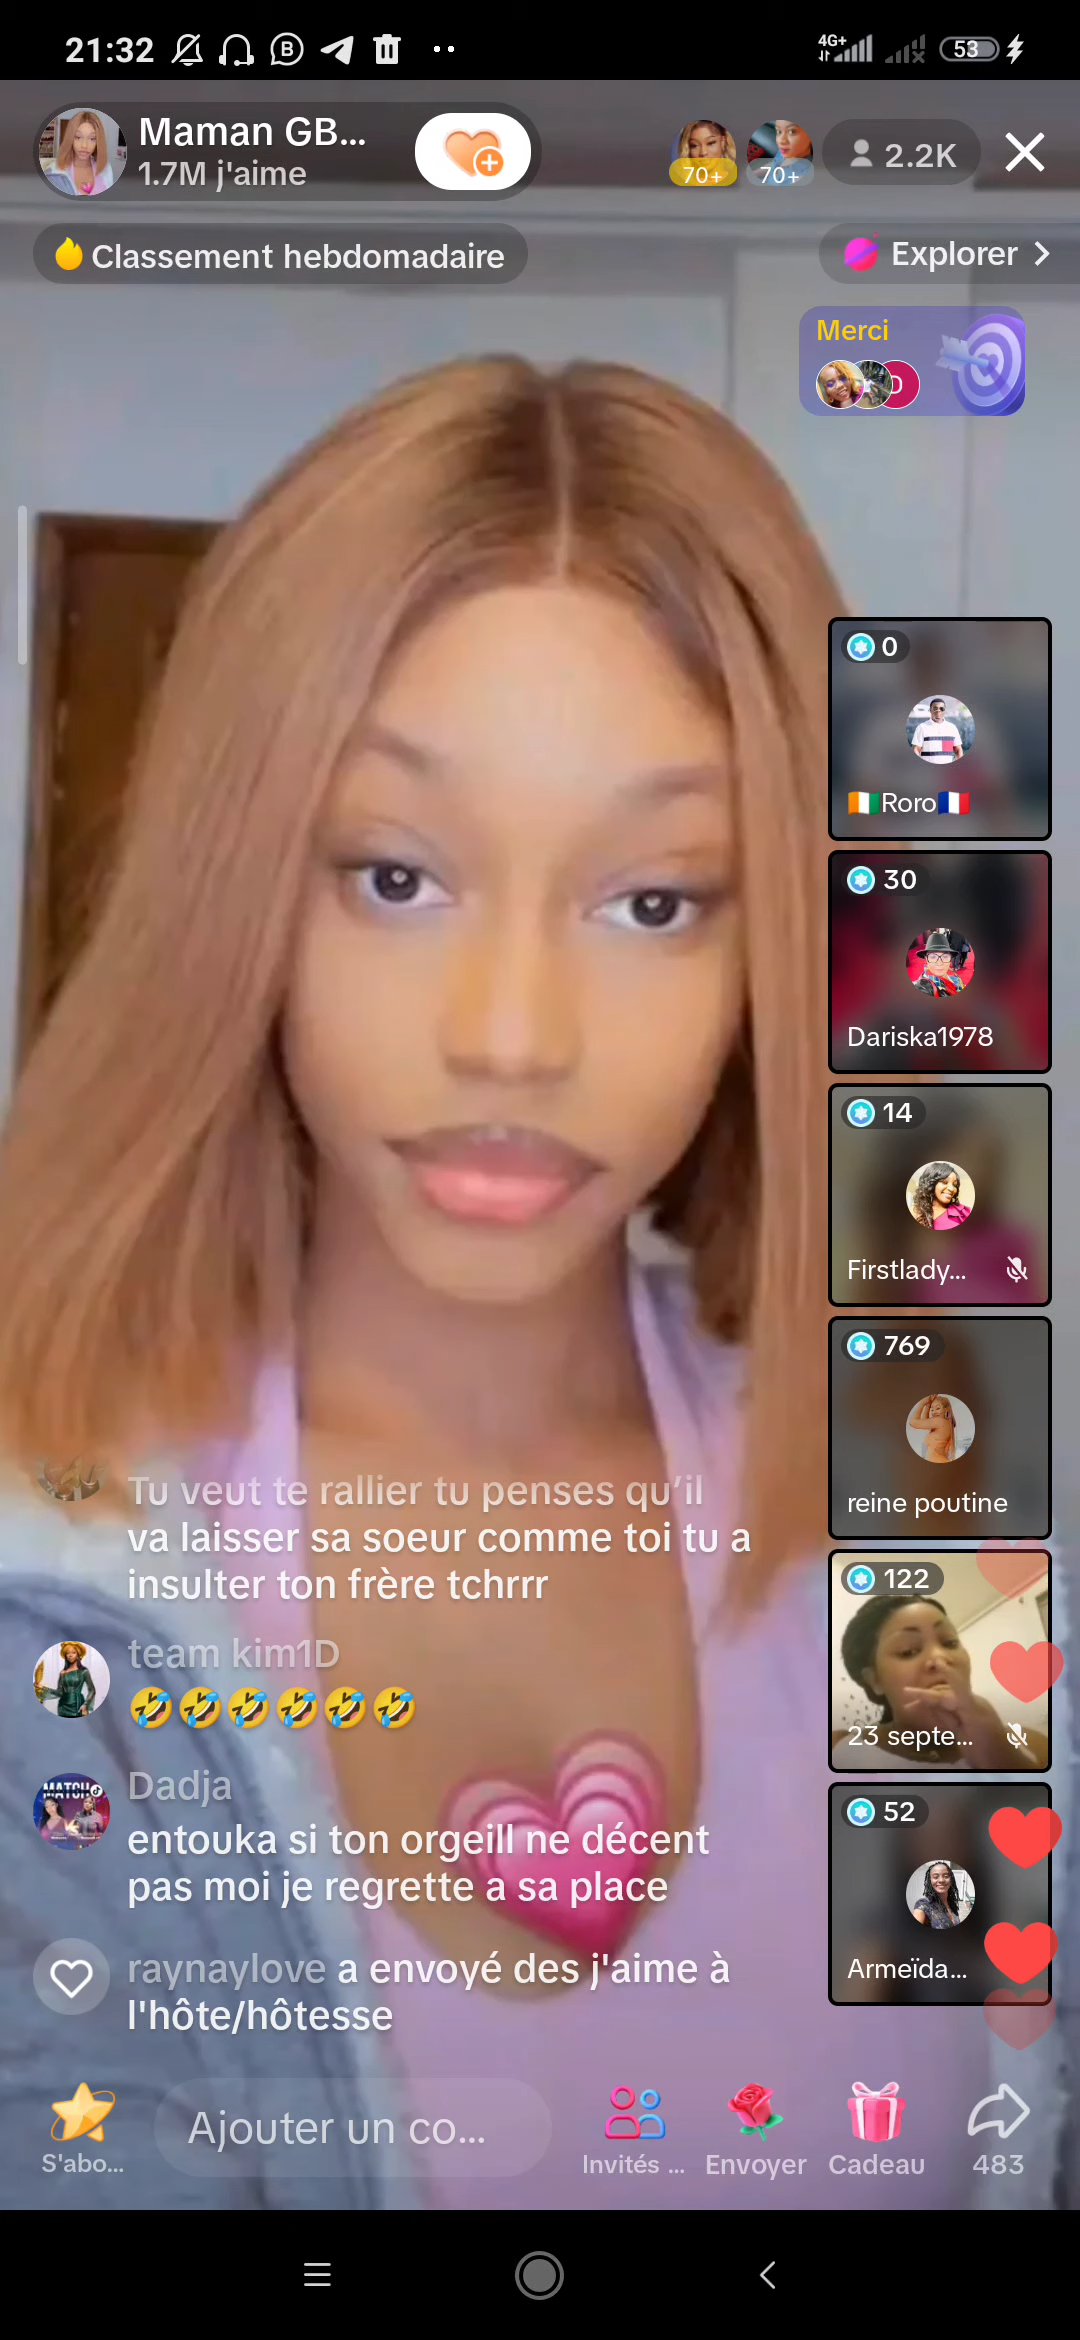 21:32
4G+
53
Maman GB...
1.7M j'aime
70+
70+
2.2K
Classement hebdomadaire
Explorer
Merci
D
0
🇨🇮Roro🇫🇷
30
Dariska1978
14
Firstlady...
769
reine poutine
122
23 septe...
52
Armeïda...
Tu veut te rallier tu penses qu'il
va laisser sa soeur comme toi tu a
insulter ton frère tchrrr
team kim1D
🤣🤣🤣🤣🤣🤣
MATCH
Dadja
entouka si ton orgeill ne décent
pas moi je regrette a sa place
raynaylove a envoyé des j'aime à
l'hôte/hôtesse
S'abo...
Ajouter un co...
Invités ...
Envoyer
Cadeau
483